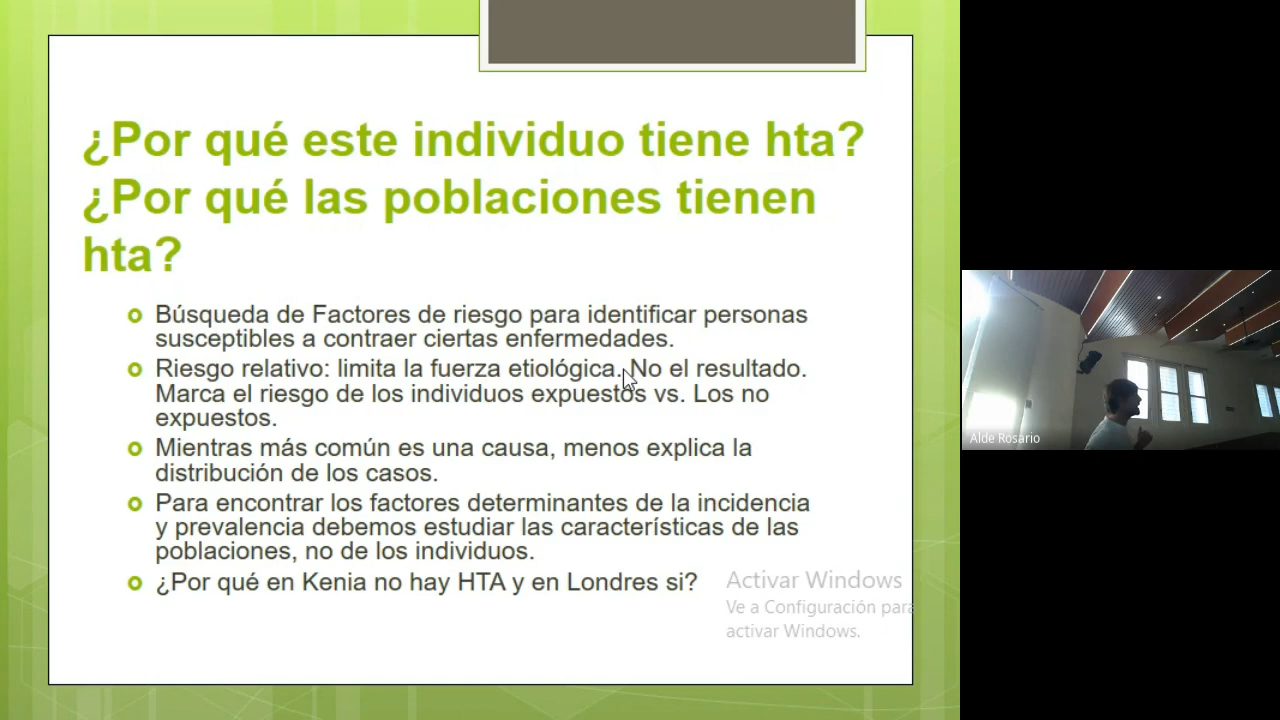 ¿Por qué este individuo tiene hta?
¿Por qué las poblaciones tienen
hta?
Búsqueda de Factores de riesgo para identificar personas
susceptibles a contraer ciertas enfermedades.
Riesgo relativo: limita la fuerza etiológica. No el resultado.
Marca el riesgo de los individuos expuestos vs. Los no
expuestos.
Mientras más común es una causa, menos explica la
distribución de los casos.
Para encontrar los factores determinantes de la incidencia
y prevalencia debemos estudiar las características de las
poblaciones, no de los individuos.
¿Por qué en Kenia no hay HTA y en Londres si?
Activar Windows
Ve a Configuración para
activar Windows.
Alde Rosario